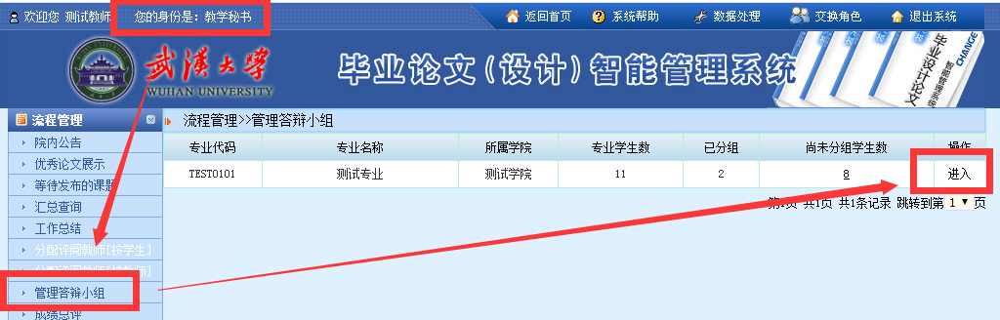 欢迎您 测试教师 您的身份是：教学秘书 返回首页 系统帮助 数据处理 交换角色 退出系统
武汉大学 WUHAN UNIVERSITY
毕业论文(设计)智能管理系统
毕业设计论文 智能管理系统 CHANGE
流程管理 流程管理>>管理答辩小组
院内公告
优秀论文展示
等待发布的课题
汇总查询
工作总结
分配评阅教师[按学生]
分配评阅教师[按教师]
管理答辩小组
成绩总评
专业代码 专业名称 所属学院 专业学生数 已分组 尚未分组学生数 操作
TEST0101 测试专业 测试学院 11 2 8 进入
第1页 共1页 共1条记录 跳转到第 1 页